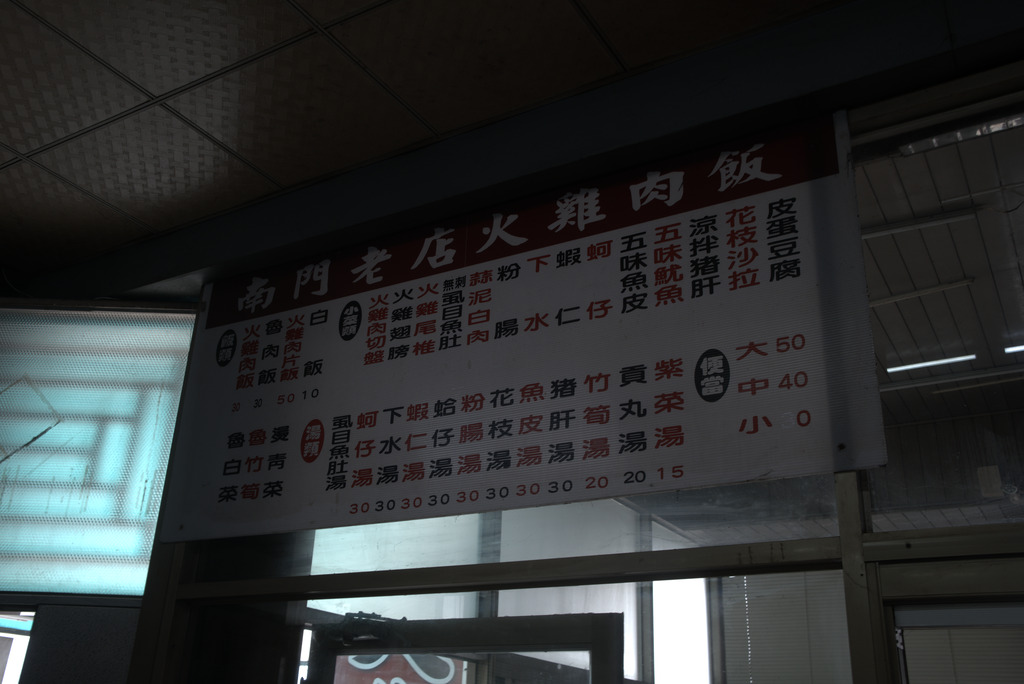 南門老店火雞肉飯
飯類
火雞肉飯 30
魯肉飯 30
火雞肉片飯 50
白飯 10
小菜類
火雞肉切盤
火雞翅膀
火雞尾椎
無刺虱目魚肚
蒜泥白肉
粉腸
下水
蝦仁
蚵仔
五味魚皮
五味魷魚
涼拌豬肝
花枝沙拉
皮蛋豆腐
魯白菜
魯竹筍
燙青菜
湯類
虱目魚肚湯
蚵仔湯 30
下水湯 30
蝦仁湯 30
蛤仔湯 30
粉腸湯 30
花枝湯 30
魚皮湯 30
豬肝湯 30
竹筍湯 20
貢丸湯 20
紫菜湯 15
便當
大 50
中 40
小 0